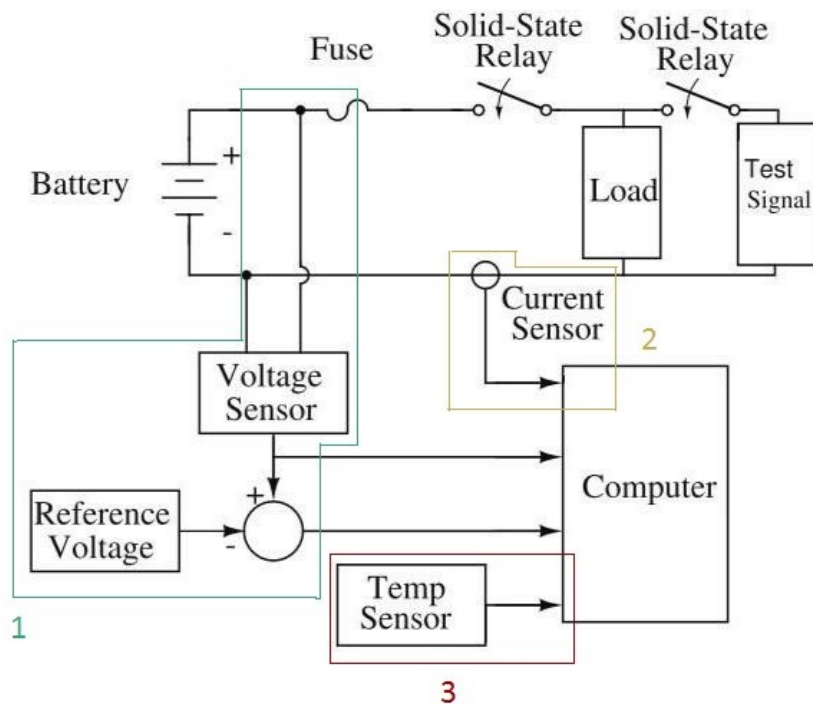 Solid-State
Relay
Solid-State
Relay
Fuse
+
Battery
-
Load
Test
Signal
Current
Sensor
2
Voltage
Sensor
Computer
+
Reference
Voltage
-
Temp
Sensor
1
3